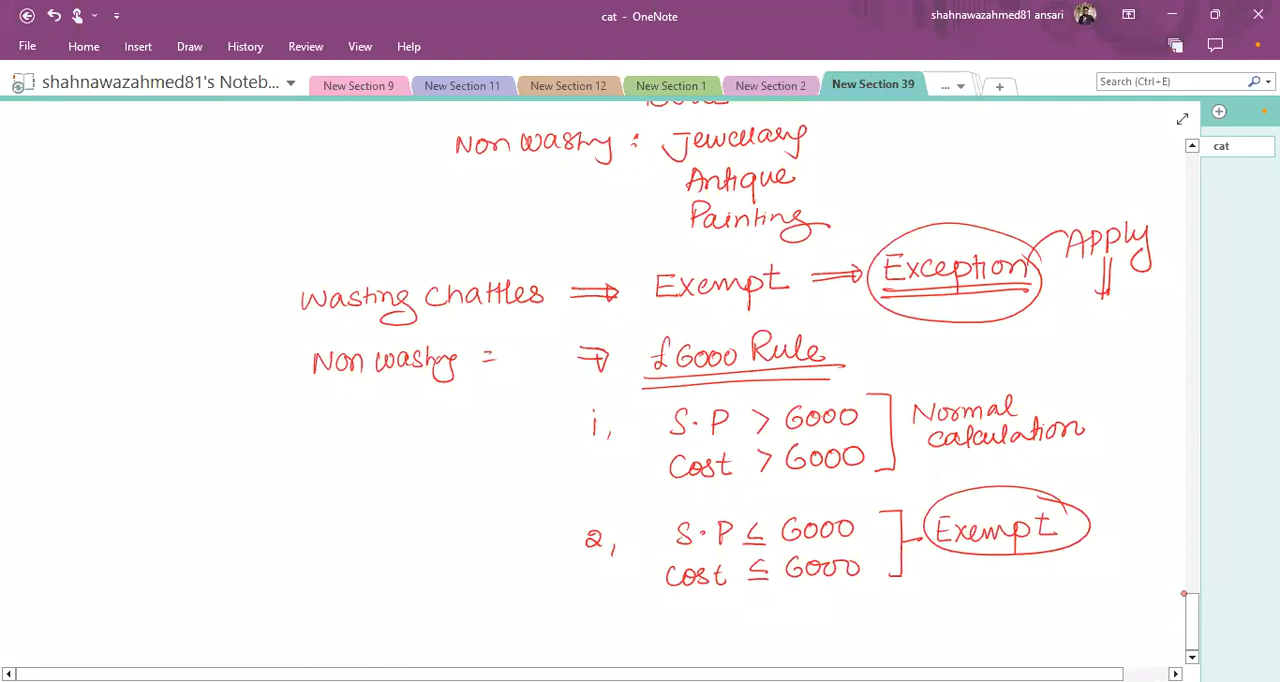 cat - OneNote
shahnawazahmed81 ansari
File Home Insert Draw History Review View Help
shahnawazahmed81's Noteb...
New Section 9 New Section 11 New Section 12 New Section 1 New Section 2 New Section 39 ...
Search (Ctrl+E)
cat
Non wasting : Jewellary
Antique
Painting
Wasting Chattles ⇒ Exempt ⇒ Exception Apply ⇓
Non wasting = ⇒ £6000 Rule
i, S.P > 6000
Cost > 6000
Normal
calculation
2, S.P ≤ 6000
Cost ≤ 6000
Exempt